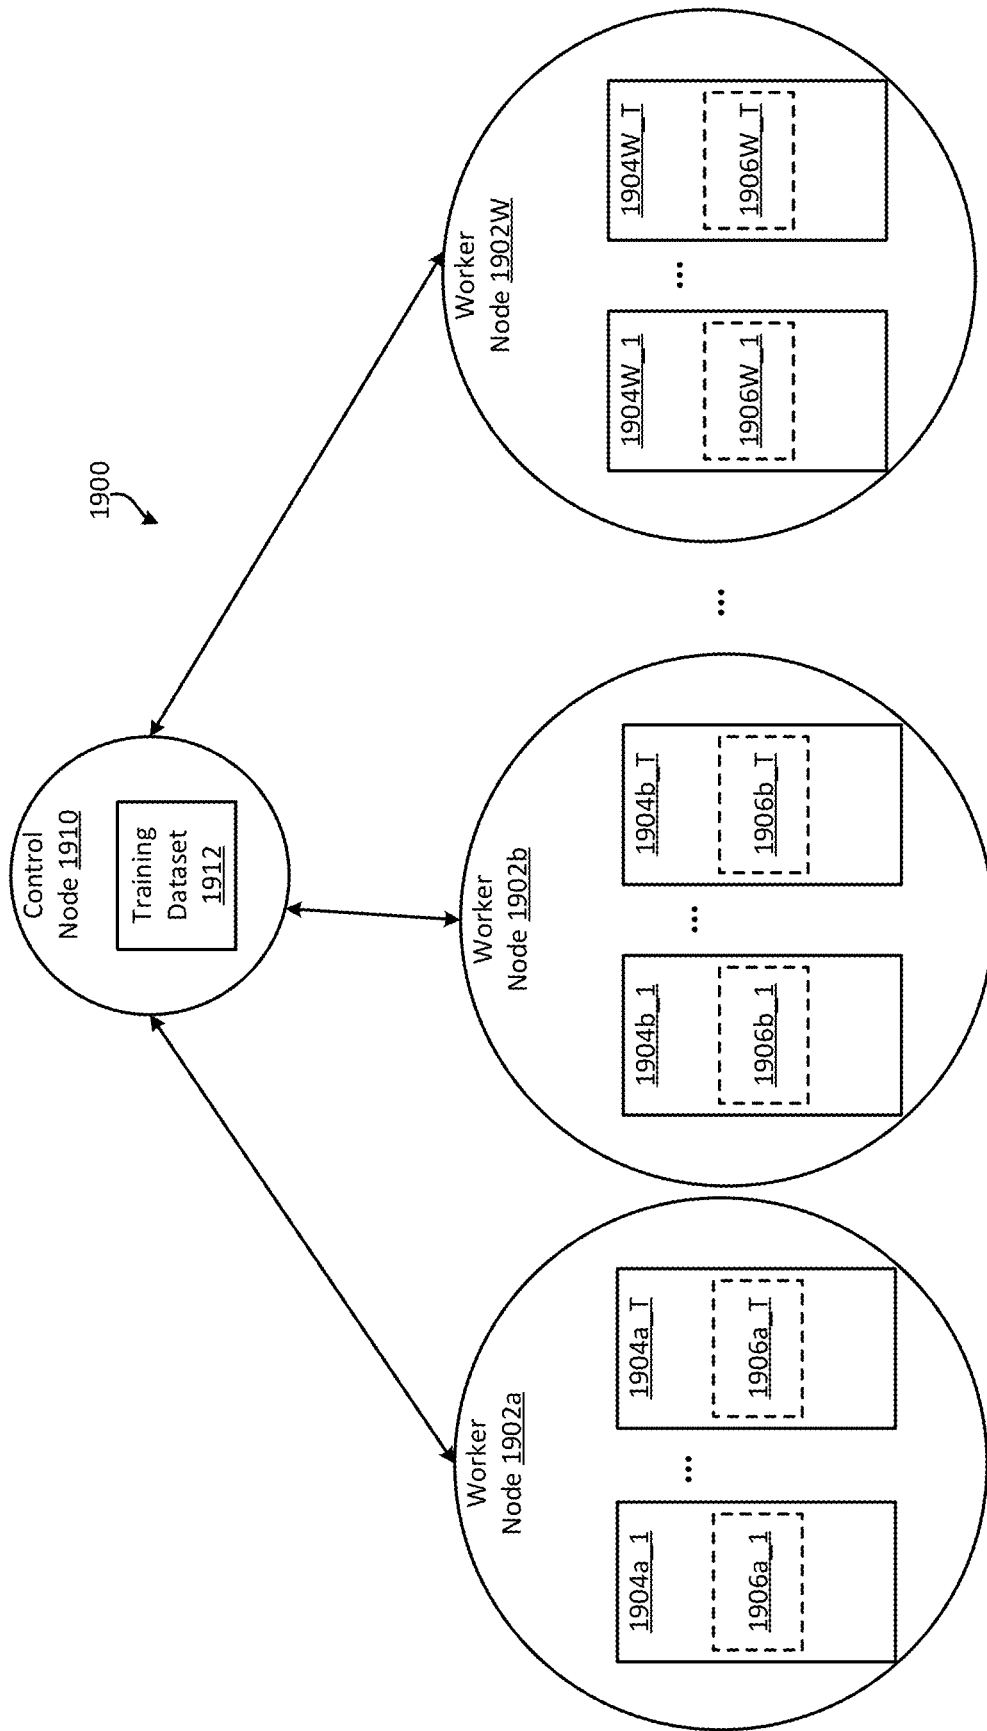 1900
Control
Node 1910
Training
Dataset
1912
Worker
Node 1902a
1904a_1
1906a_1
...
1904a_T
1906a_T
Worker
Node 1902b
1904b_1
1906b_1
...
1904b_T
1906b_T
...
Worker
Node 1902W
1904W_1
1906W_1
...
1904W_T
1906W_T